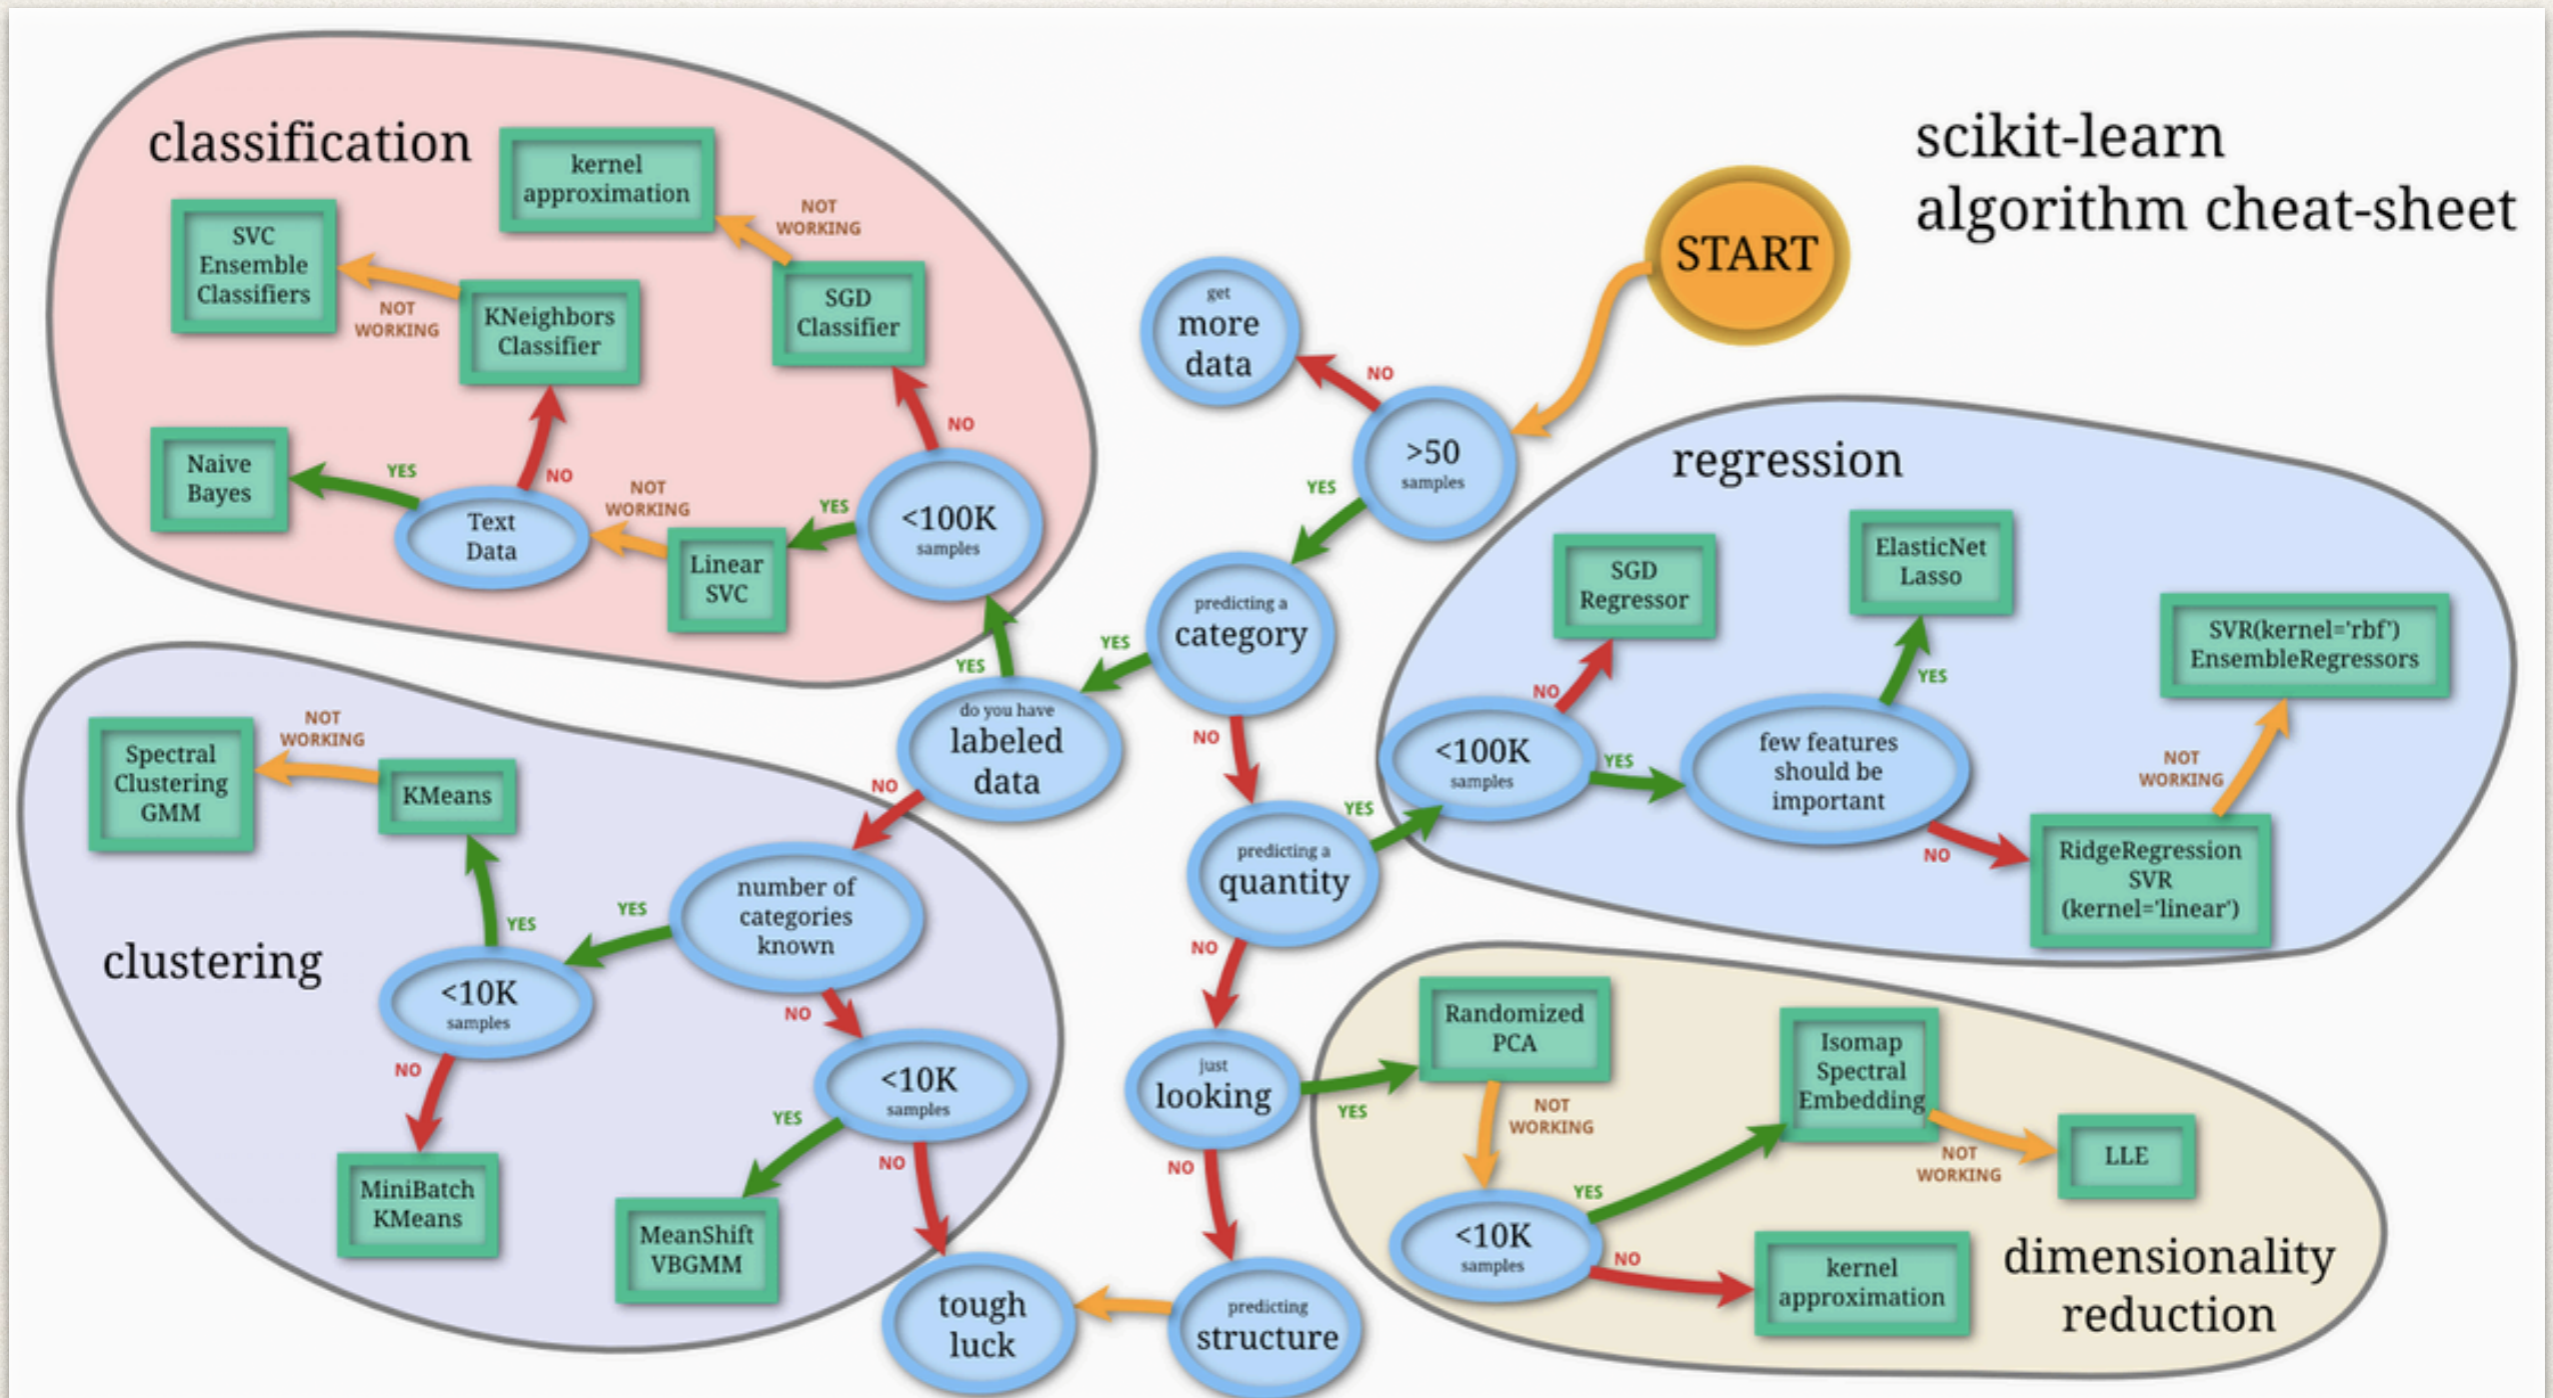 scikit-learn
algorithm cheat-sheet
START
classification
kernel
approximation
NOT
WORKING
SVC
Ensemble
Classifiers
NOT
WORKING
KNeighbors
Classifier
SGD
Classifier
NO
Naive
Bayes
YES
NO
Text
Data
NOT
WORKING
Linear
SVC
YES
<100K
samples
get
more
data
NO
>50
samples
YES
predicting a
category
YES
YES
do you have
labeled
data
NO
NO
regression
SGD
Regressor
ElasticNet
Lasso
SVR(kernel='rbf')
EnsembleRegressors
NO
YES
<100K
samples
YES
few features
should be
important
NOT
WORKING
NO
RidgeRegression
SVR
(kernel='linear')
YES
predicting a
quantity
NO
clustering
Spectral
Clustering
GMM
NOT
WORKING
KMeans
number of
categories
known
YES
YES
<10K
samples
NO
NO
<10K
samples
YES
NO
MiniBatch
KMeans
MeanShift
VBGMM
just
looking
YES
NO
tough
luck
predicting
structure
Randomized
PCA
NOT
WORKING
Isomap
Spectral
Embedding
NOT
WORKING
LLE
YES
<10K
samples
NO
kernel
approximation
dimensionality
reduction